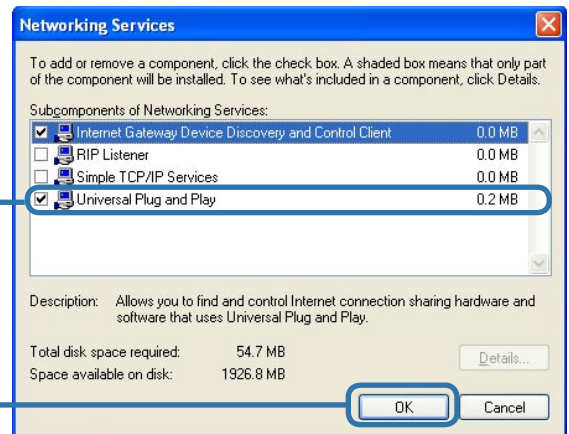 Networking Services
To add or remove a component, click the check box. A shaded box means that only part
of the component will be installed. To see what's included in a component, click Details.
Subcomponents of Networking Services:
Internet Gateway Device Discovery and Control Client 0.0 MB
RIP Listener 0.0 MB
Simple TCP/IP Services 0.0 MB
Universal Plug and Play 0.2 MB
Description: Allows you to find and control Internet connection sharing hardware and
software that uses Universal Plug and Play.
Total disk space required: 54.7 MB
Details...
Space available on disk: 1926.8 MB
OK Cancel